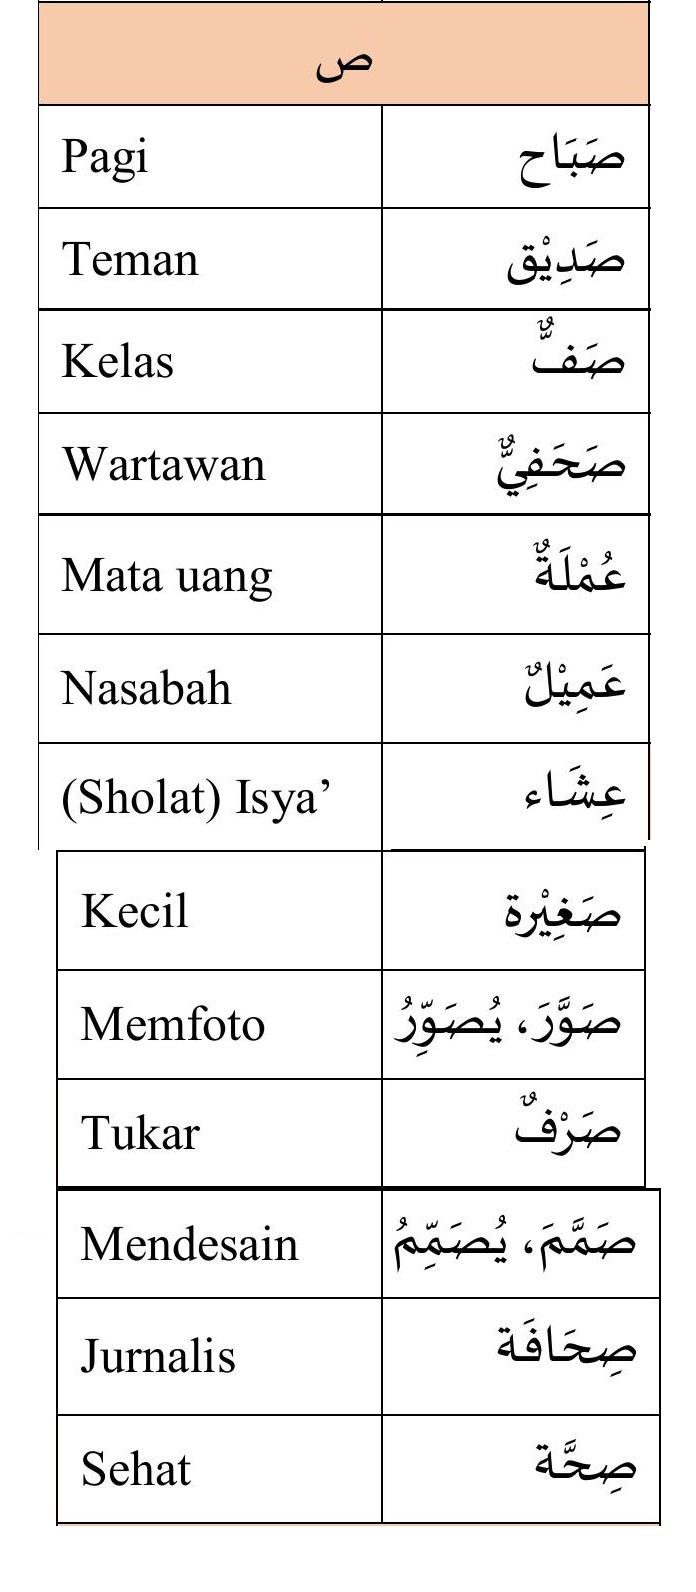 ص
Pagi صَبَاح
Teman صَدِيْق
Kelas صَفٌّ
Wartawan صَحَفِيٌّ
Mata uang عُمْلَةٌ
Nasabah عَمِيْلٌ
(Sholat) Isya’ عِشَاء
Kecil صَغِيْرة
Memfoto صَوَّرَ، يُصَوِّرُ
Tukar صَرْفٌ
Mendesain صَمَّمَ، يُصَمِّمُ
Jurnalis صِحَافَة
Sehat صِحَّة